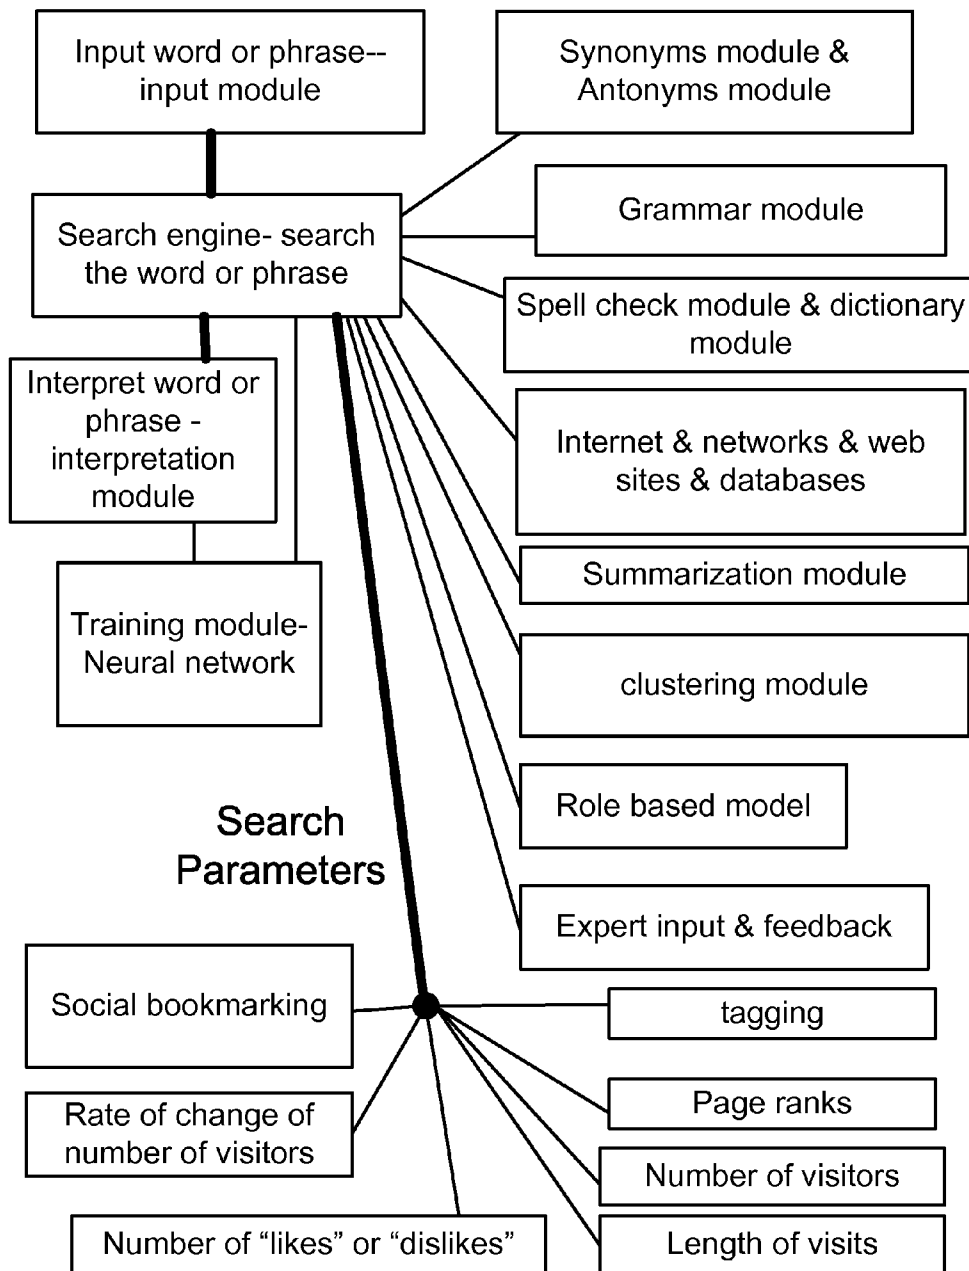 Input word or phrase--
input module
Synonyms module &
Antonyms module
Search engine- search
the word or phrase
Grammar module
Spell check module & dictionary
module
Interpret word or
phrase -
interpretation
module
Internet & networks & web
sites & databases
Summarization module
Training module-
Neural network
clustering module
Search
Parameters
Role based model
Expert input & feedback
Social bookmarking
tagging
Rate of change of
number of visitors
Page ranks
Number of visitors
Number of “likes” or “dislikes”
Length of visits